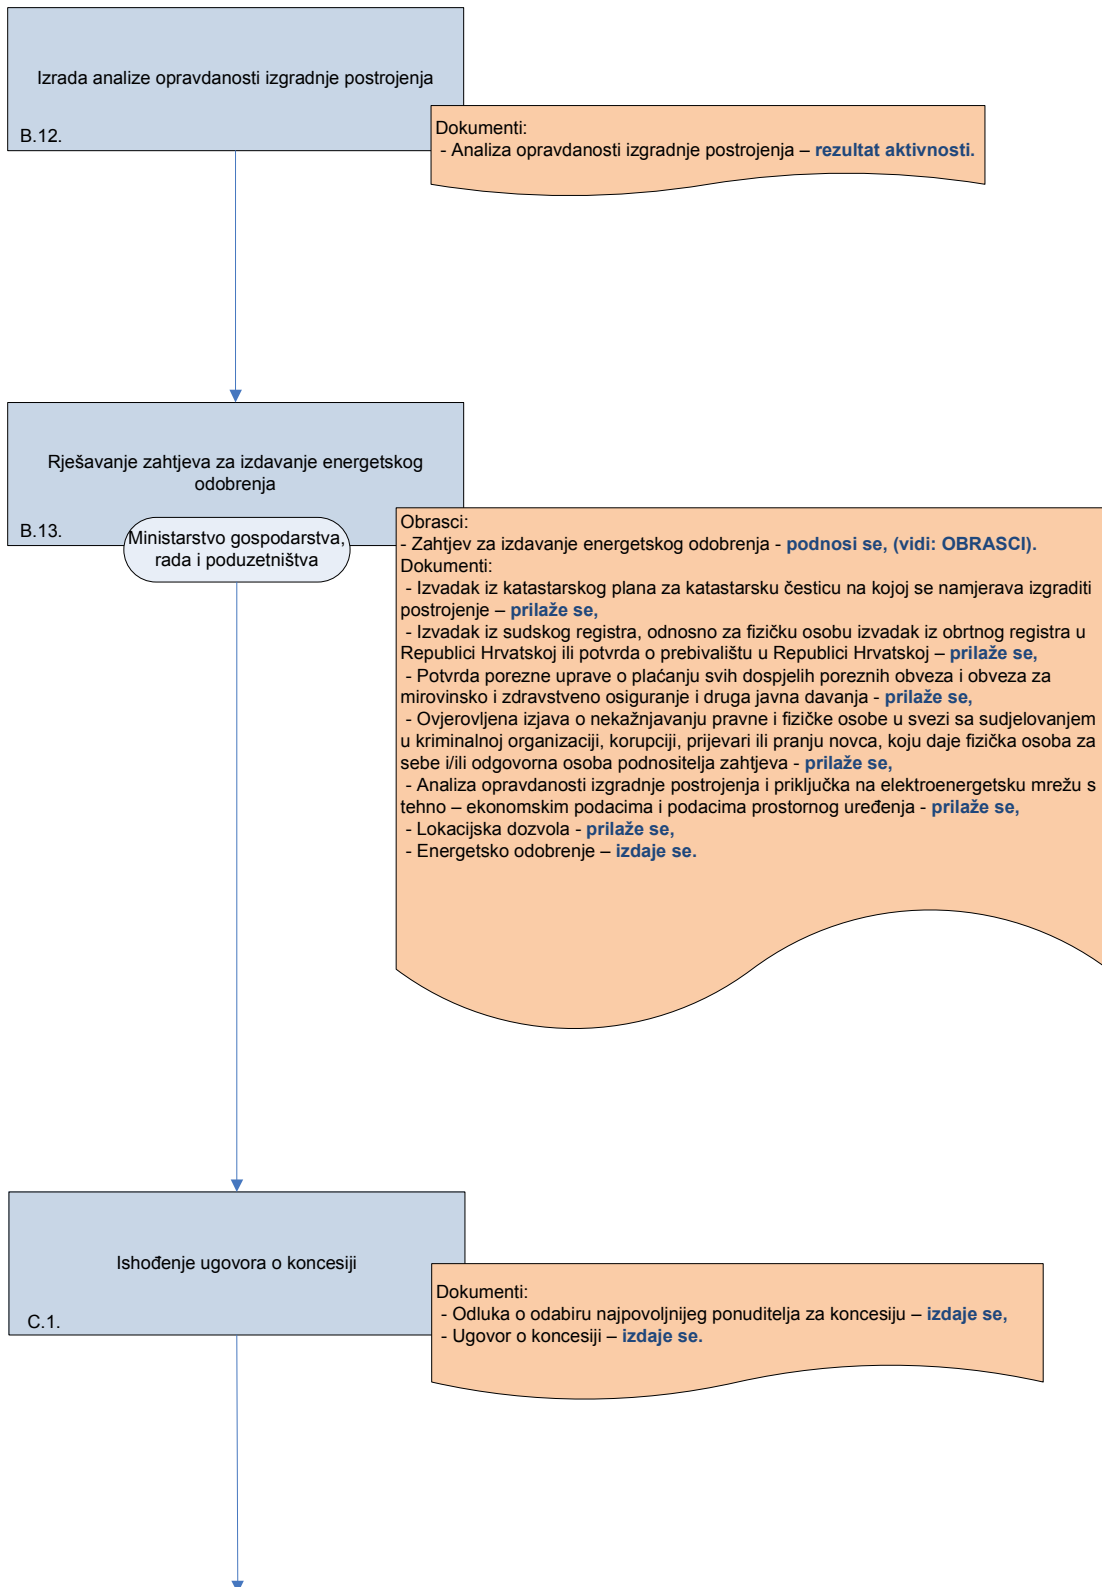 Izrada analize opravdanosti izgradnje postrojenja
B.12.
Dokumenti:
- Analiza opravdanosti izgradnje postrojenja – rezultat aktivnosti.
Rješavanje zahtjeva za izdavanje energetskog
odobrenja
B.13.
Ministarstvo gospodarstva,
rada i poduzetništva
Obrasci:
- Zahtjev za izdavanje energetskog odobrenja - podnosi se, (vidi: OBRASCI).
Dokumenti:
- Izvadak iz katastarskog plana za katastarsku česticu na kojoj se namjerava izgraditi
postrojenje – prilaže se,
- Izvadak iz sudskog registra, odnosno za fizičku osobu izvadak iz obrtnog registra u
Republici Hrvatskoj ili potvrda o prebivalištu u Republici Hrvatskoj – prilaže se,
- Potvrda porezne uprave o plaćanju svih dospjelih poreznih obveza i obveza za
mirovinsko i zdravstveno osiguranje i druga javna davanja - prilaže se,
- Ovjerovljena izjava o nekažnjavanju pravne i fizičke osobe u svezi sa sudjelovanjem
u kriminalnoj organizaciji, korupciji, prijevari ili pranju novca, koju daje fizička osoba za
sebe i/ili odgovorna osoba podnositelja zahtjeva - prilaže se,
- Analiza opravdanosti izgradnje postrojenja i priključka na elektroenergetsku mrežu s
tehno – ekonomskim podacima i podacima prostornog uređenja - prilaže se,
- Lokacijska dozvola - prilaže se,
- Energetsko odobrenje – izdaje se.
Ishođenje ugovora o koncesiji
C.1.
Dokumenti:
- Odluka o odabiru najpovoljnijeg ponuditelja za koncesiju – izdaje se,
- Ugovor o koncesiji – izdaje se.